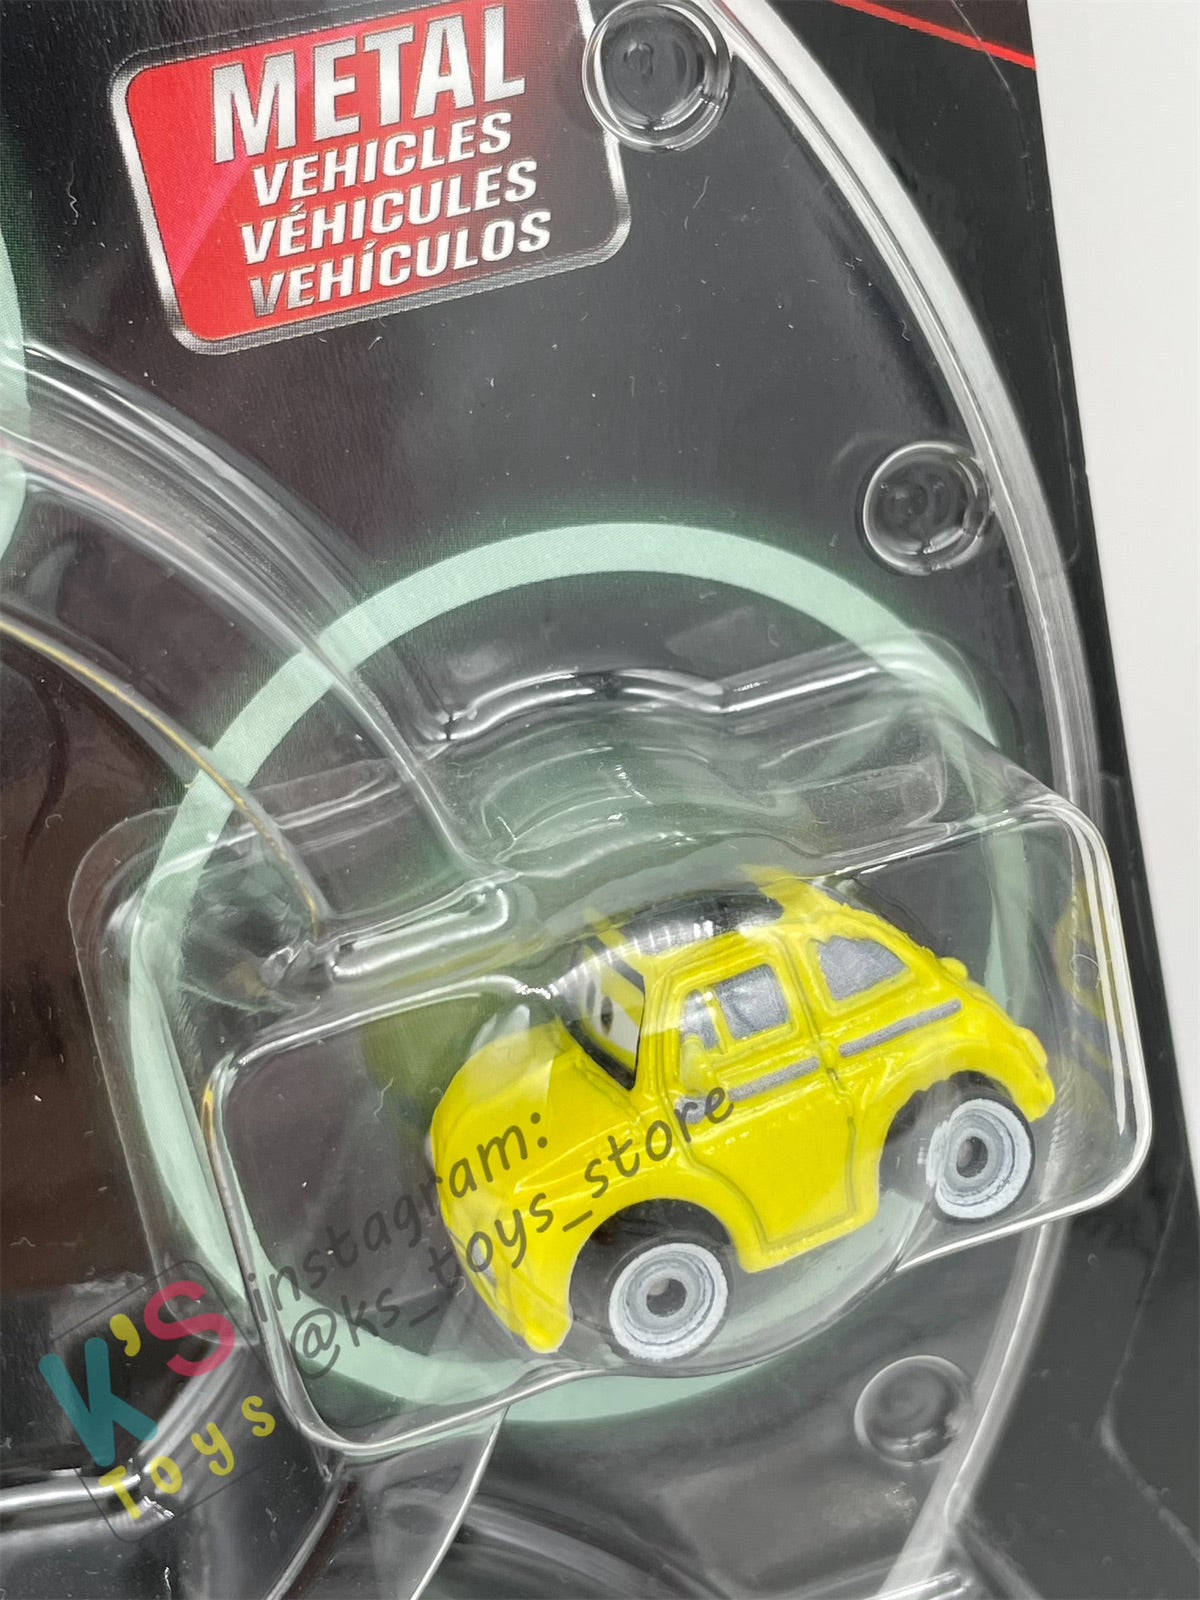 METAL
VEHICLES
VÉHICULES
VEHÍCULOS
instagram:
@ks_toys_store
K'S
Toys